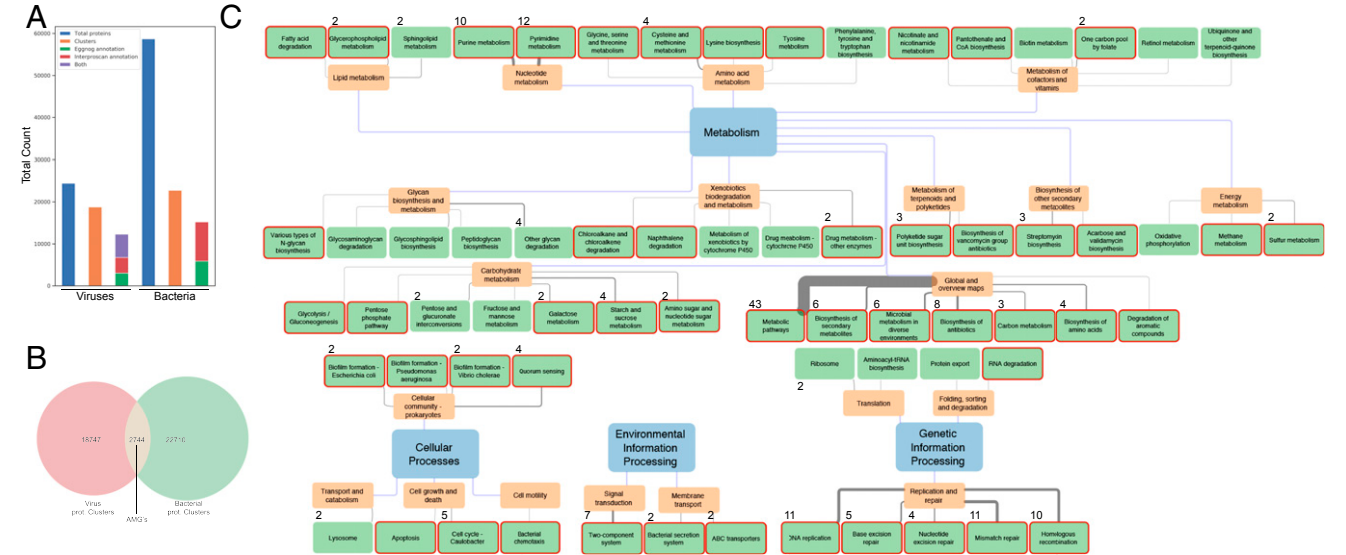 A
Total Count
60000
50000
40000
30000
20000
10000
0
Total proteins
Clusters
Eggnog annotation
Interproscan annotation
Both
Viruses
Bacteria
B
18747
2744
22710
Virus
prot. Clusters
AMG's
Bacterial
prot. Clusters
C
Fatty acid
degradation
2
Glycerophospholipid
metabolism
2
Sphingolipid
metabolism
10
Purine metabolism
12
Pyrimidine
metabolism
Glycine, serine
and threonine
metabolism
4
Cysteine and
methionine
metabolism
Lysine biosynthesis
Tyrosine
metabolism
Phenylalanine,
tyrosine and
tryptophan
biosynthesis
Nicotinate and
nicotinamide
metabolism
Pantothenate and
CoA biosynthesis
Biotin metabolism
2
One carbon pool
by folate
Retinol metabolism
Ubiquinone and
other
terpenoid-quinone
biosynthesis
Lipid metabolism
Nucleotide
metabolism
Amino acid
metabolism
Metabolism of
cofactors and
vitamins
Metabolism
Glycan
biosynthesis and
metabolism
Xenobiotics
biodegradation
and metabolism
Metabolism of
terpenoids and
polyketides
Biosynthesis of
other secondary
metabolites
Energy
metabolism
Various types of
N-glycan
biosynthesis
Glycosaminoglycan
degradation
Glycosphingolipid
biosynthesis
Peptidoglycan
biosynthesis
4
Other glycan
degradation
Chloroalkane and
chloroalkene
degradation
Naphthalene
degradation
Metabolism of
xenobiotics by
cytochrome P450
Drug metabolism -
cytochrome P450
2
Drug metabolism -
other enzymes
3
Polyketide sugar
unit biosynthesis
Biosynthesis of
vancomycin group
antibiotics
3
Streptomycin
biosynthesis
Acarbose and
validamycin
biosynthesis
Oxidative
phosphorylation
Methane
metabolism
2
Sulfur metabolism
Carbohydrate
metabolism
Global and
overview maps
Glycolysis /
Gluconeogenesis
Pentose
phosphate
pathway
2
Pentose and
glucuronate
interconversions
Fructose and
mannose
metabolism
2
Galactose
metabolism
4
Starch and
sucrose
metabolism
2
Amino sugar and
nucleotide sugar
metabolism
43
Metabolic
pathways
6
Biosynthesis of
secondary
metabolites
6
Microbial
metabolism in
diverse
environments
8
Biosynthesis of
antibiotics
3
Carbon metabolism
4
Biosynthesis of
amino acids
Degradation of
aromatic
compounds
2
Biofilm formation -
Escherichia coli
Biofilm formation -
Pseudomonas
aeruginosa
2
Biofilm formation -
Vibrio cholerae
4
Quorum sensing
Ribosome
2
Aminoacyl-tRNA
biosynthesis
Protein export
RNA degradation
Cellular
community -
prokaryotes
Translation
Folding, sorting
and degradation
Cellular
Processes
Environmental
Information
Processing
Genetic
Information
Processing
Transport and
catabolism
Cell growth and
death
Cell motility
Signal
transduction
Membrane
transport
Replication and
repair
2
Lysosome
Apoptosis
5
Cell cycle -
Caulobacter
Bacterial
chemotaxis
7
Two-component
system
2
Bacterial secretion
system
2
ABC transporters
11
DNA replication
5
Base excision
repair
4
Nucleotide
excision repair
11
Mismatch repair
10
Homologous
recombination